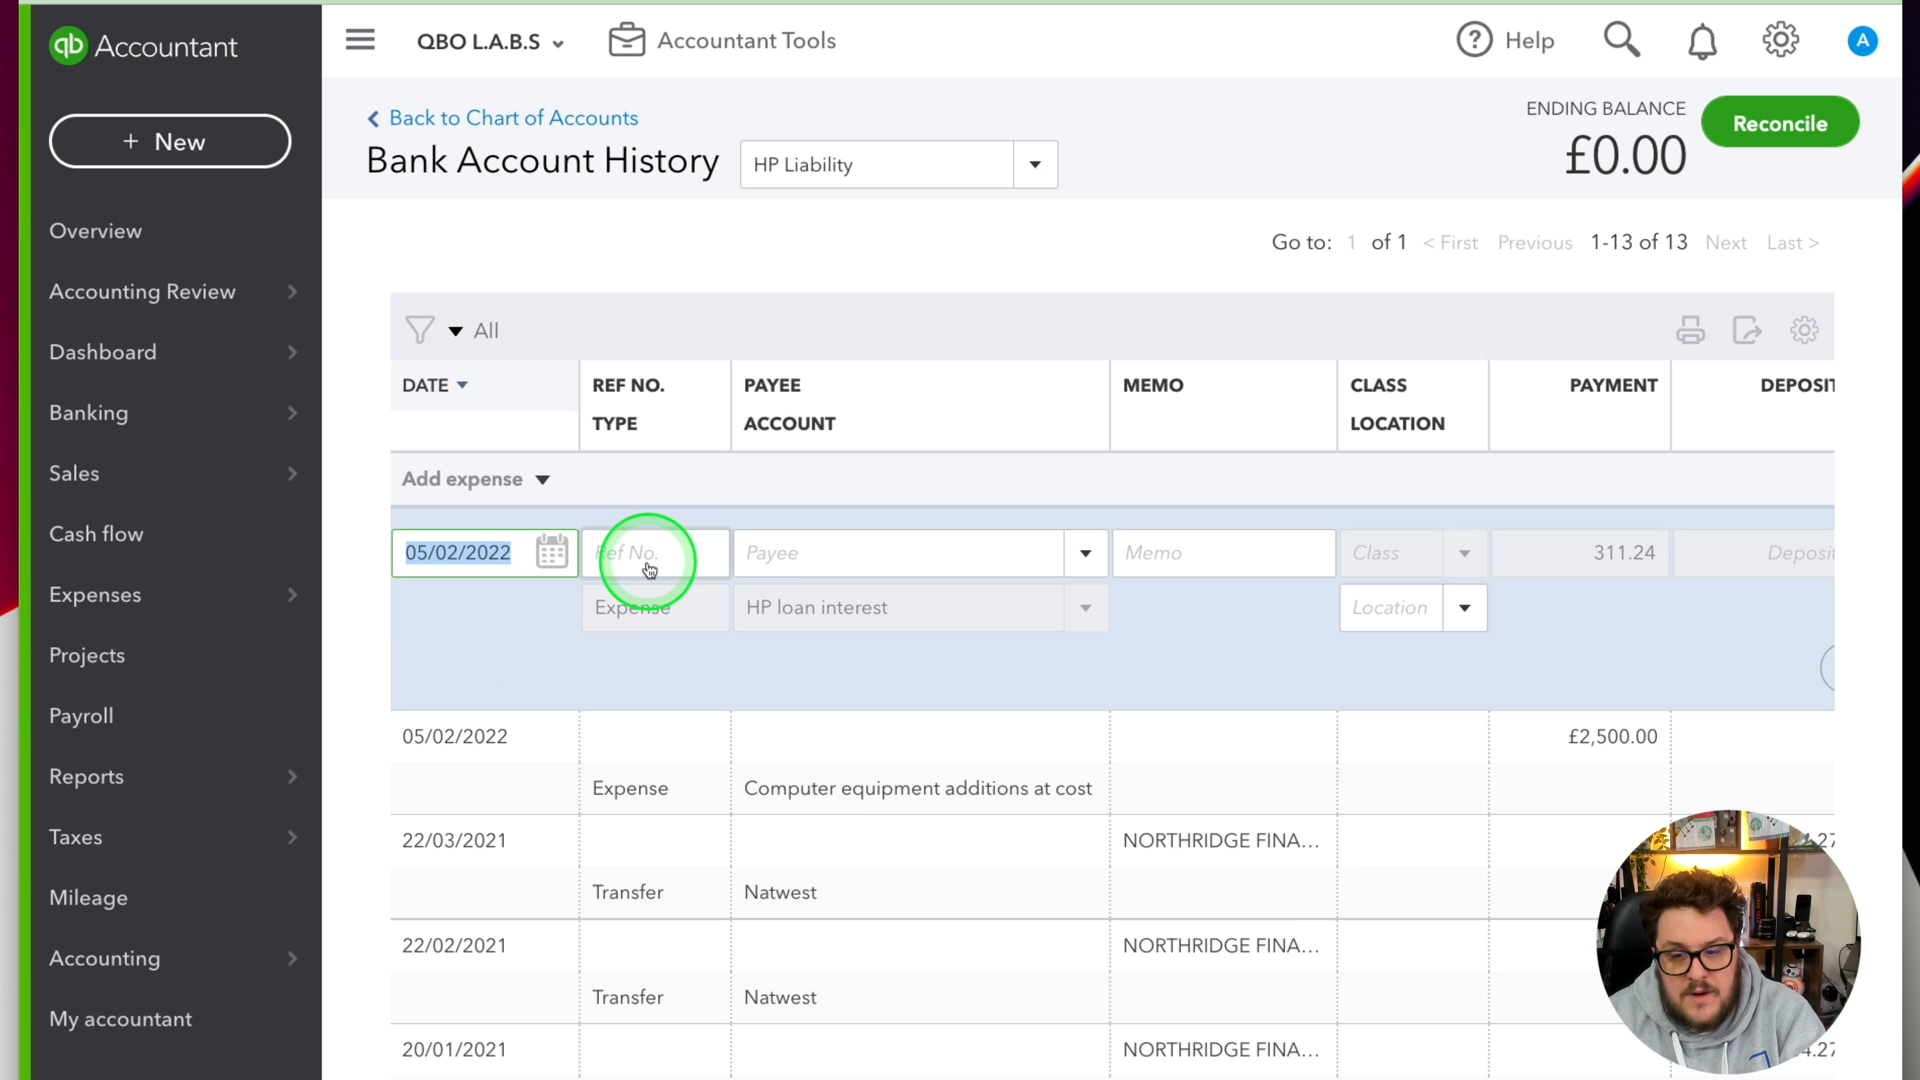 qb Accountant
QBO L.A.B.S
Accountant Tools
Help
A
+ New
Overview
Accounting Review
Dashboard
Banking
Sales
Cash flow
Expenses
Projects
Payroll
Reports
Taxes
Mileage
Accounting
My accountant
Back to Chart of Accounts
Bank Account History
HP Liability
ENDING BALANCE
£0.00
Reconcile
Go to: 1 of 1 < First Previous 1-13 of 13 Next Last >
All
DATE REF NO. PAYEE MEMO CLASS PAYMENT DEPOSIT
TYPE ACCOUNT LOCATION
Add expense
05/02/2022 Ref No. Payee Memo Class 311.24 Deposit
Expense HP loan interest Location
05/02/2022 £2,500.00
Expense Computer equipment additions at cost
22/03/2021 NORTHRIDGE FINA...
Transfer Natwest
22/02/2021 NORTHRIDGE FINA...
Transfer Natwest
20/01/2021 NORTHRIDGE FINA... 4.27